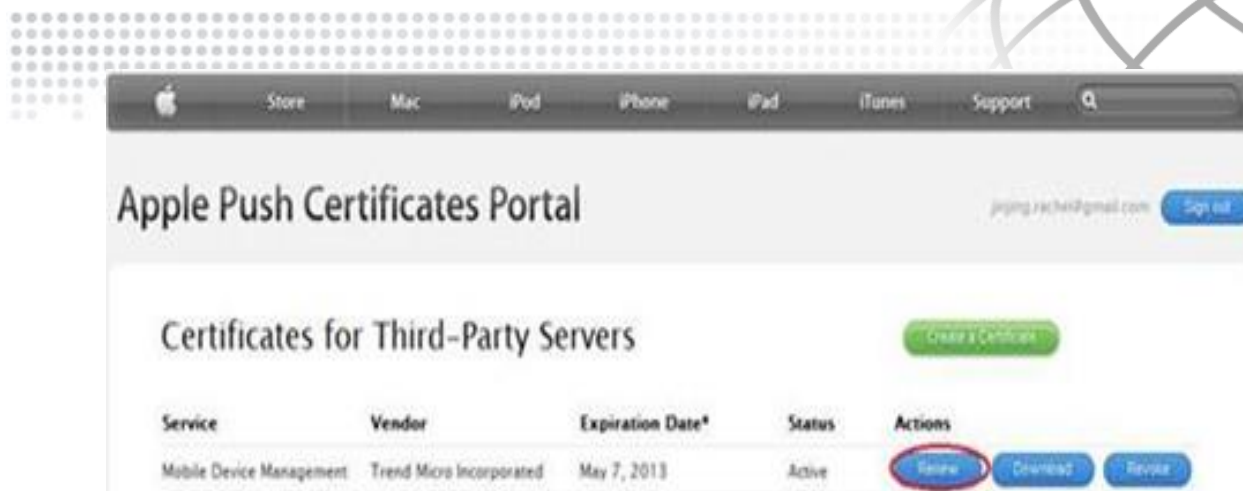 Store Mac iPod iPhone iPad iTunes Support
Apple Push Certificates Portal
Sign out
Certificates for Third-Party Servers
Create a Certificate
Service Vendor Expiration Date* Status Actions
Mobile Device Management Trend Micro Incorporated May 7, 2013 Active Renew Download Revoke